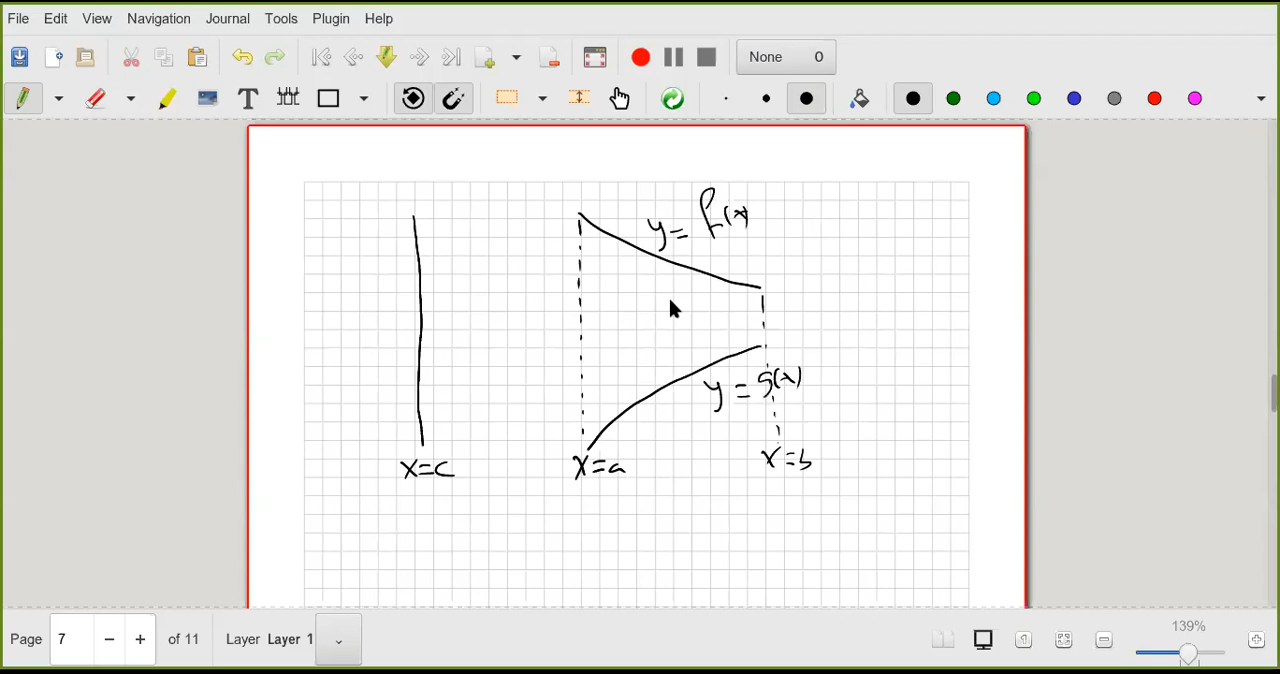 File Edit View Navigation Journal Tools Plugin Help
None 0
T
y = f(x)
y = g(x)
x=c
x=a
x=b
Page 7 of 11 Layer Layer 1
139%